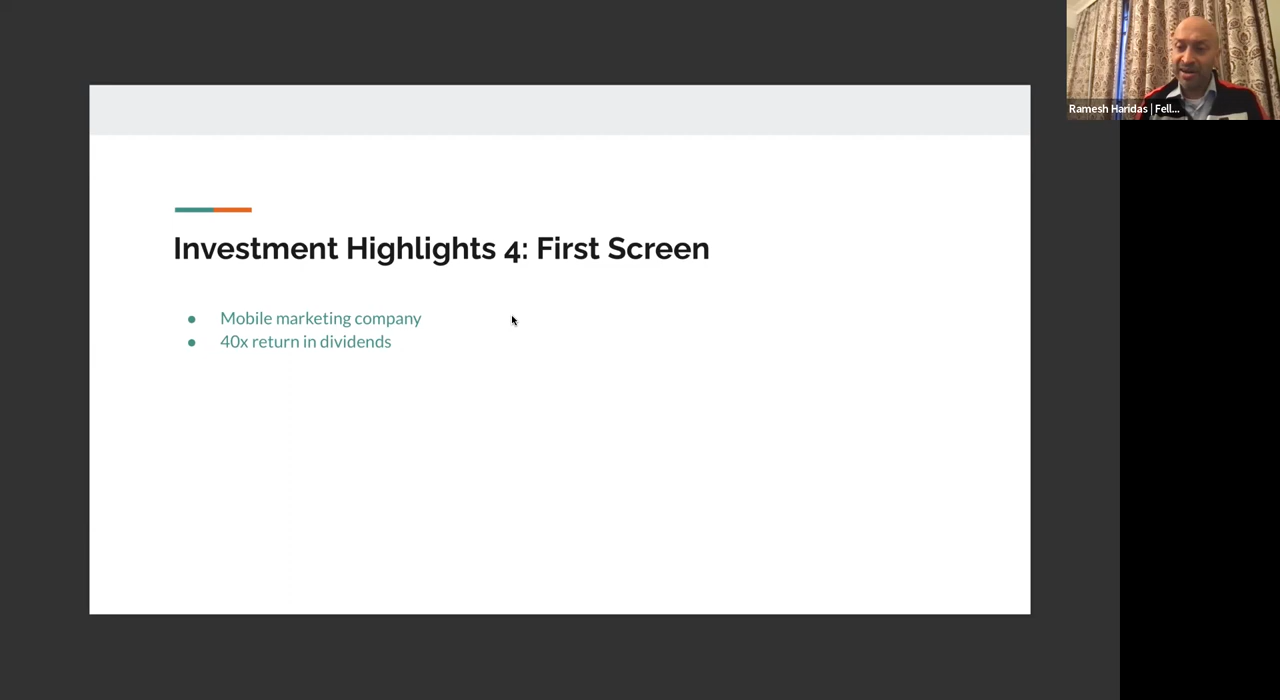 Ramesh Haridas | Fell...
Investment Highlights 4: First Screen
● Mobile marketing company
● 40x return in dividends